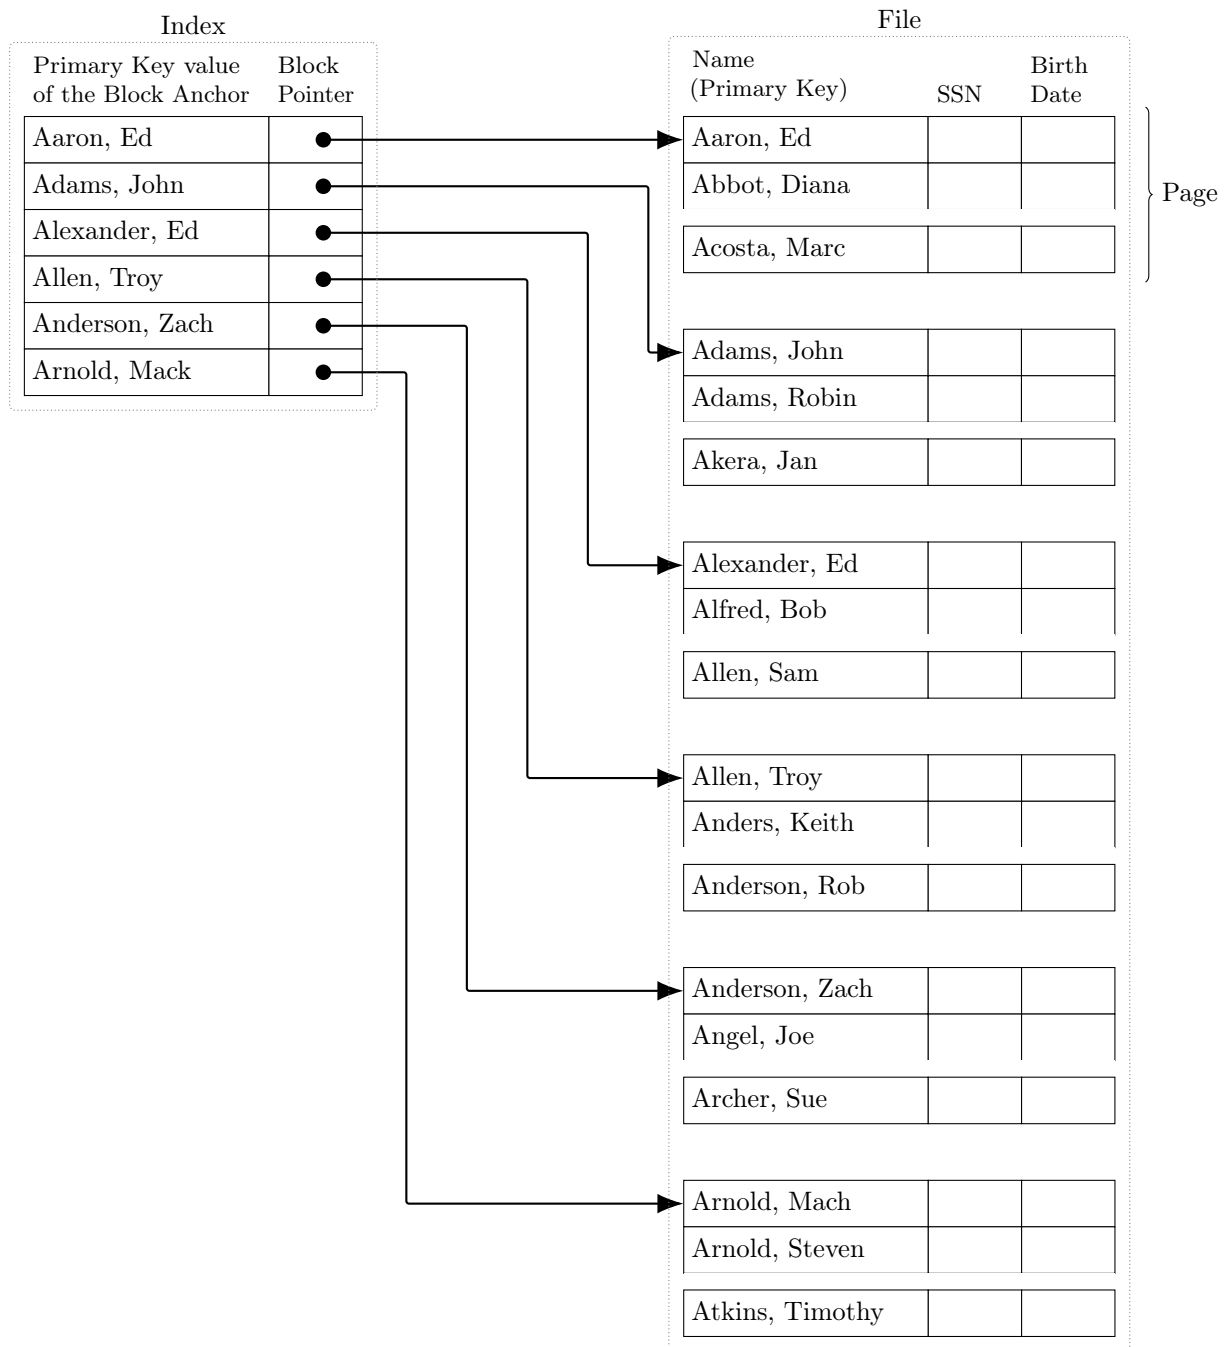 Index
Primary Key value
of the Block Anchor
Block
Pointer
Aaron, Ed
Adams, John
Alexander, Ed
Allen, Troy
Anderson, Zach
Arnold, Mack
File
Name
(Primary Key)
SSN
Birth
Date
Aaron, Ed
Abbot, Diana
Acosta, Marc
Page
Adams, John
Adams, Robin
Akera, Jan
Alexander, Ed
Alfred, Bob
Allen, Sam
Allen, Troy
Anders, Keith
Anderson, Rob
Anderson, Zach
Angel, Joe
Archer, Sue
Arnold, Mach
Arnold, Steven
Atkins, Timothy